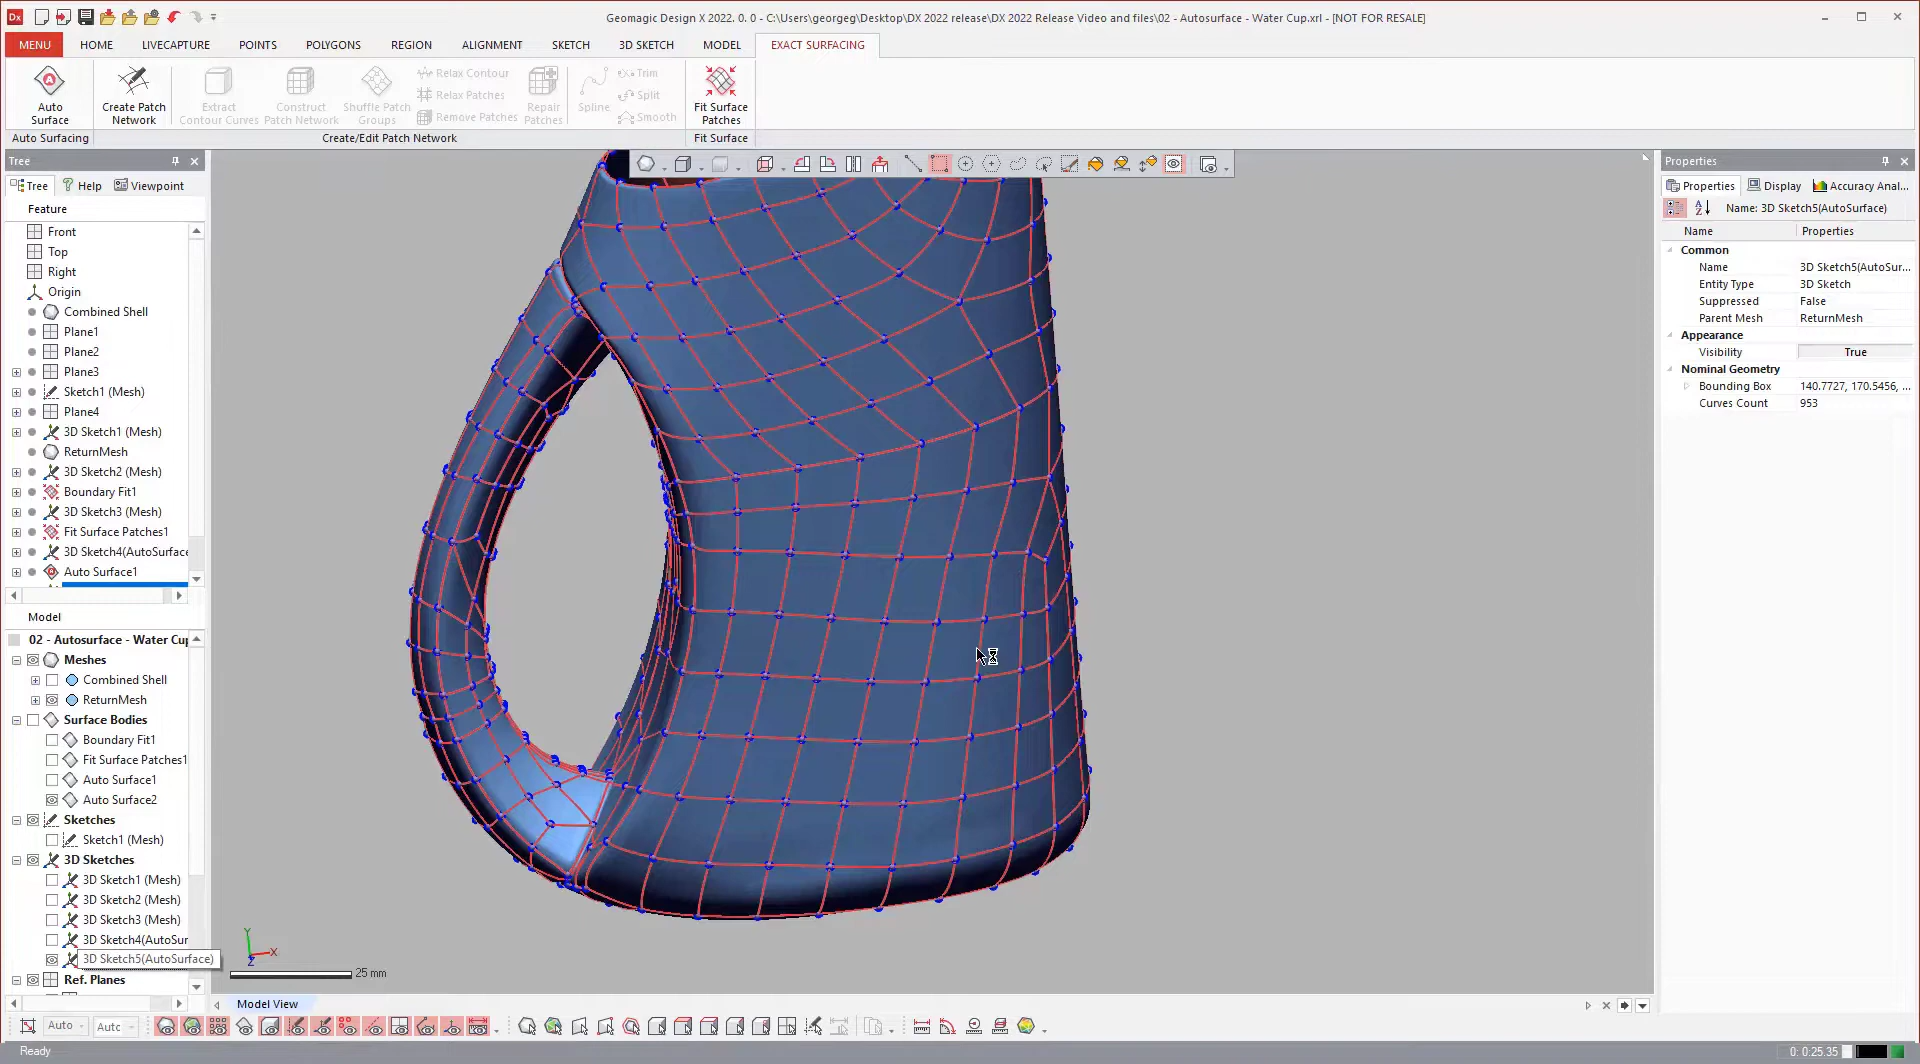 Dx
Geomagic Design X 2022. 0. 0 - C:\Users\georgeg\Desktop\DX 2022 release\DX 2022 Release Video and files\02 - Autosurface - Water Cup.xrl - [NOT FOR RESALE]
MENU HOME LIVECAPTURE POINTS POLYGONS REGION ALIGNMENT SKETCH 3D SKETCH MODEL EXACT SURFACING
Auto Surface
Create Patch Network
Extract Contour Curves
Construct Patch Network
Shuffle Patch Groups
Relax Contour
Relax Patches
Remove Patches
Repair Patches
Spline
Trim
Split
Smooth
Fit Surface Patches
Auto Surfacing Create/Edit Patch Network Fit Surface
Tree
Tree Help Viewpoint
Feature
Front
Top
Right
Origin
Combined Shell
Plane1
Plane2
Plane3
Sketch1 (Mesh)
Plane4
3D Sketch1 (Mesh)
ReturnMesh
3D Sketch2 (Mesh)
Boundary Fit1
3D Sketch3 (Mesh)
Fit Surface Patches1
3D Sketch4(AutoSurface
Auto Surface1
Model
02 - Autosurface - Water Cup
Meshes
Combined Shell
ReturnMesh
Surface Bodies
Boundary Fit1
Fit Surface Patches1
Auto Surface1
Auto Surface2
Sketches
Sketch1 (Mesh)
3D Sketches
3D Sketch1 (Mesh)
3D Sketch2 (Mesh)
3D Sketch3 (Mesh)
3D Sketch4(AutoSur
3D Sketch5(AutoSurface)
Ref. Planes
Y
X
Z
25 mm
Model View
Properties
Properties Display Accuracy Anal...
Name: 3D Sketch5(AutoSurface)
Name Properties
Common
Name 3D Sketch5(AutoSur...
Entity Type 3D Sketch
Suppressed False
Parent Mesh ReturnMesh
Appearance
Visibility True
Nominal Geometry
Bounding Box 140.7727, 170.5456, ...
Curves Count 953
Auto Autc
Ready
0: 0:25.35